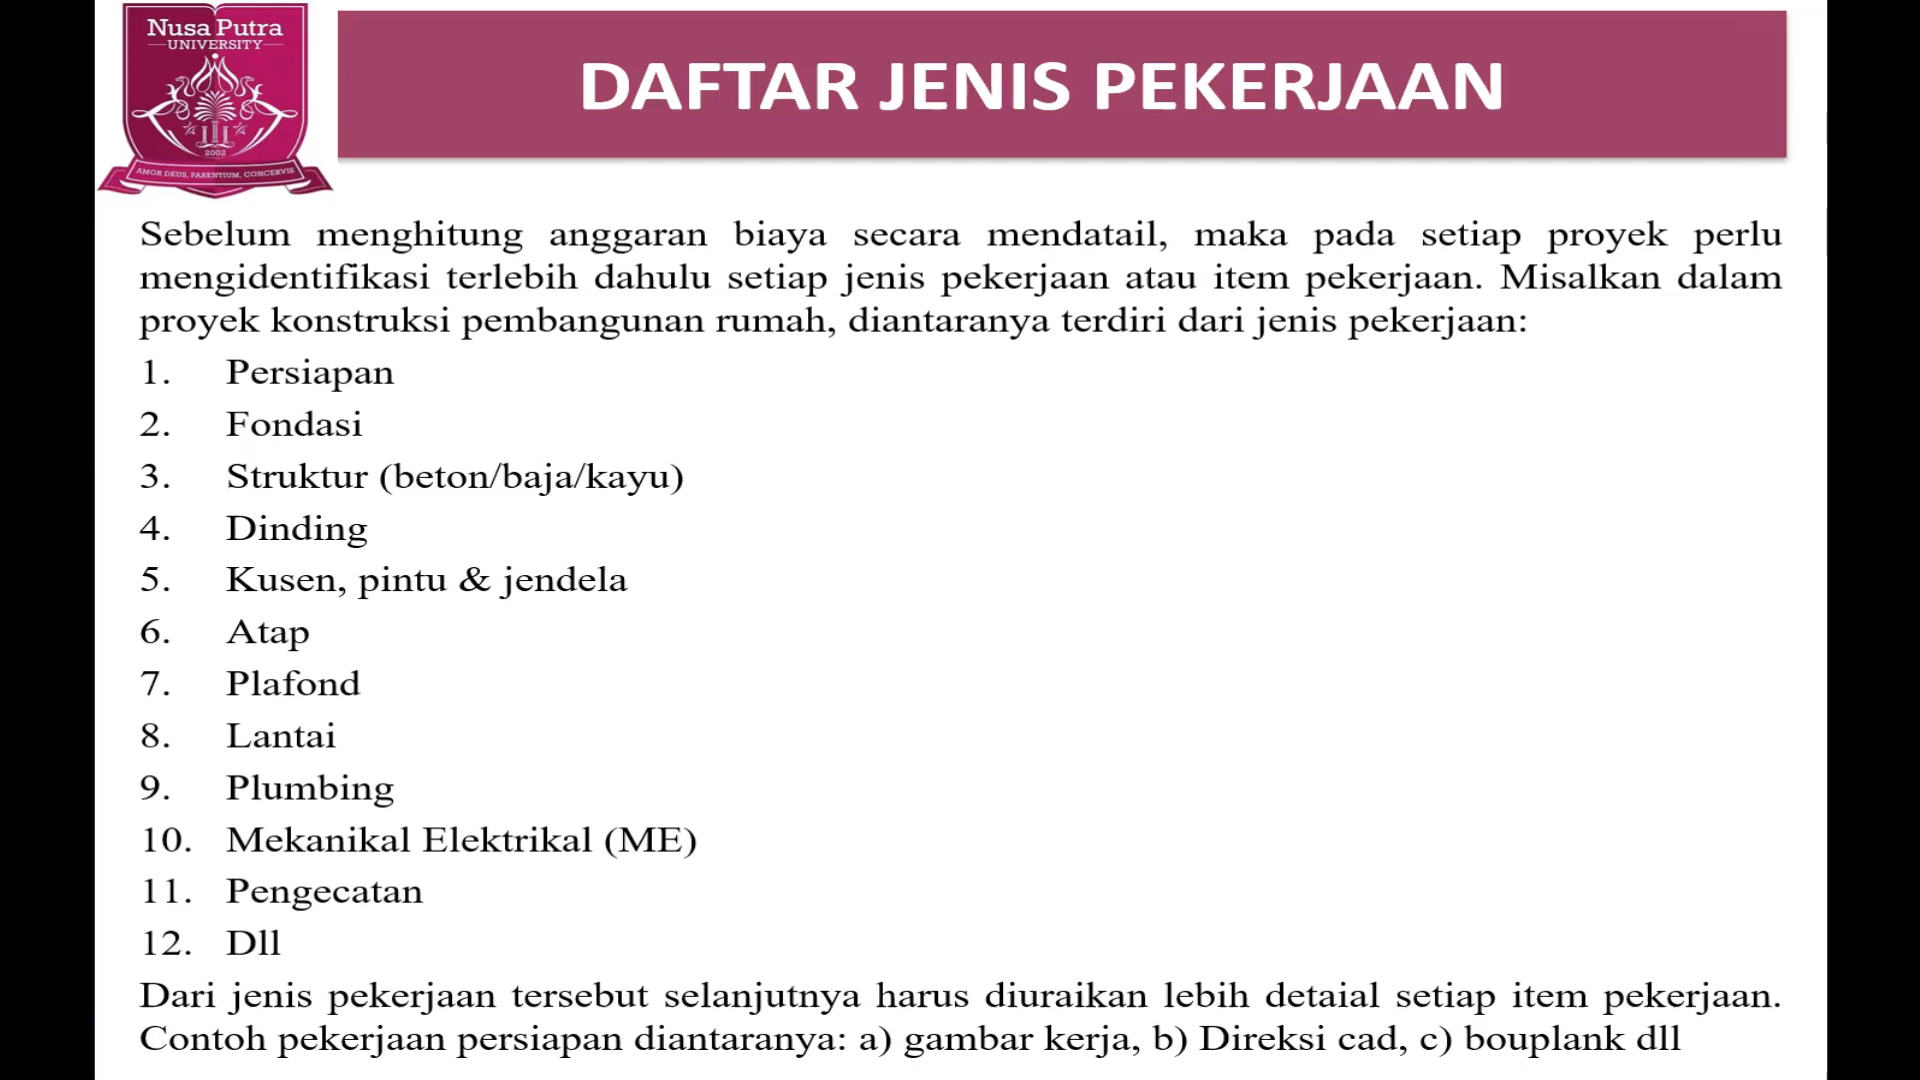 Nusa Putra
UNIVERSITY
2002
AMOR DEUS, PARENTIUM, CONCERVIS
DAFTAR JENIS PEKERJAAN
Sebelum menghitung anggaran biaya secara mendatail, maka pada setiap proyek perlu
mengidentifikasi terlebih dahulu setiap jenis pekerjaan atau item pekerjaan. Misalkan dalam
proyek konstruksi pembangunan rumah, diantaranya terdiri dari jenis pekerjaan:
1. Persiapan
2. Fondasi
3. Struktur (beton/baja/kayu)
4. Dinding
5. Kusen, pintu & jendela
6. Atap
7. Plafond
8. Lantai
9. Plumbing
10. Mekanikal Elektrikal (ME)
11. Pengecatan
12. Dll
Dari jenis pekerjaan tersebut selanjutnya harus diuraikan lebih detaial setiap item pekerjaan.
Contoh pekerjaan persiapan diantaranya: a) gambar kerja, b) Direksi cad, c) bouplank dll